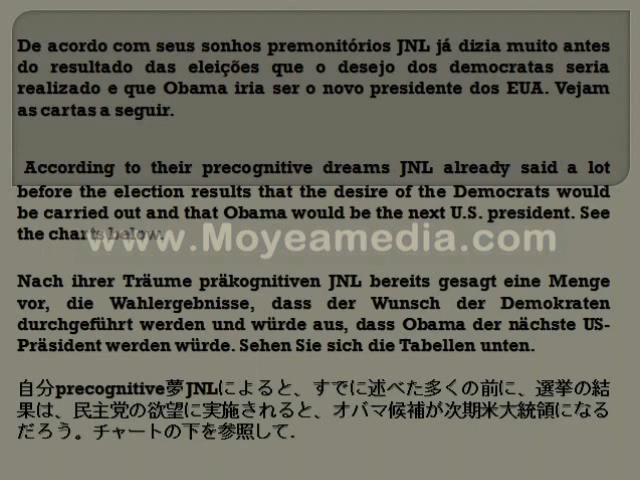 De acordo com seus sonhos premonitórios JNL já dizia muito antes
do resultado das eleições que o desejo dos democratas seria
realizado e que Obama iria ser o novo presidente dos EUA. Vejam
as cartas a seguir.
According to their precognitive dreams JNL already said a lot
before the election results that the desire of the Democrats would
be carried out and that Obama would be the next U.S. president. See
the charts below.
www.Moyeamedia.com
Nach ihrer Träume präkognitiven JNL bereits gesagt eine Menge
vor, die Wahlergebnisse, dass der Wunsch der Demokraten
durchgeführt werden und würde aus, dass Obama der nächste US-
Präsident werden würde. Sehen Sie sich die Tabellen unten.
自分precognitive夢JNLによると、すでに述べた多くの前に、選挙の結
果は、民主党の欲望に実施されると、オバマ候補が次期米大統領になる
だろう。チャートの下を参照して.